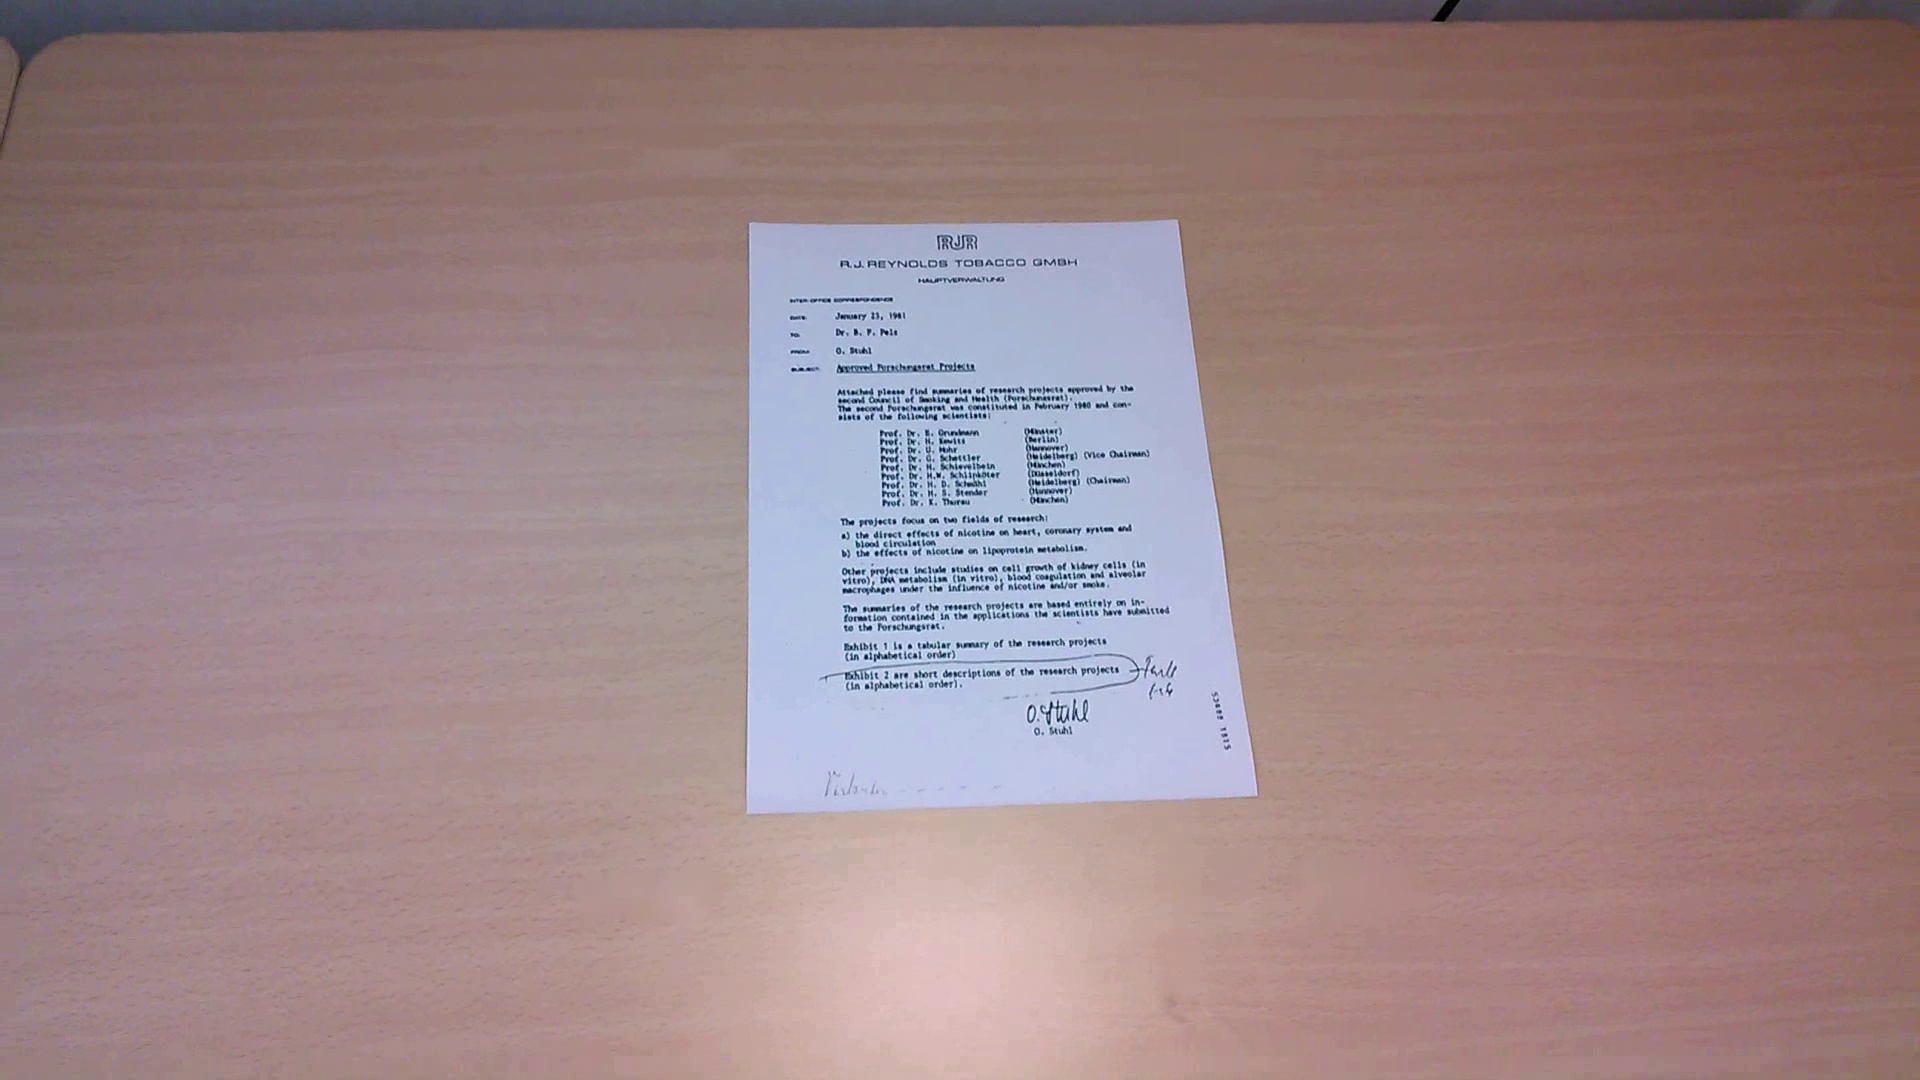 RJR
R.J. REYNOLDS TOBACCO GMBH
HAUPTVERWALTUNG
INTER-OFFICE CORRESPONDENCE
DATE: January 23, 1981
TO: Dr. B. F. Pelz
FROM: O. Stuhl
SUBJECT: Approved Forschungsrat Projects
Attached please find summaries of research projects approved by the
second Council of Smoking and Health (Forschungsrat).
The second Forschungsrat was constituted in February 1980 and con-
sists of the following scientists:
Prof. Dr. E. Grundmann (Münster)
Prof. Dr. H. Kewitz (Berlin)
Prof. Dr. U. Mohr (Hannover)
Prof. Dr. G. Schettler (Heidelberg) (Vice Chairman)
Prof. Dr. H. Schievelbein (München)
Prof. Dr. H.W. Schlipköter (Düsseldorf)
Prof. Dr. H. D. Schmähl (Heidelberg) (Chairman)
Prof. Dr. H. S. Stender (Hannover)
Prof. Dr. K. Thurau (München)
The projects focus on two fields of research:
a) the direct effects of nicotine on heart, coronary system and
blood circulation
b) the effects of nicotine on lipoprotein metabolism.
Other projects include studies on cell growth of kidney cells (in
vitro), DNA metabolism (in vitro), blood coagulation and alveolar
macrophages under the influence of nicotine and/or smoke.
The summaries of the research projects are based entirely on in-
formation contained in the applications the scientists have submitted
to the Forschungsrat.
Exhibit 1 is a tabular summary of the research projects
(in alphabetical order)
Exhibit 2 are short descriptions of the research projects
(in alphabetical order).
O. Stuhl
O. Stuhl